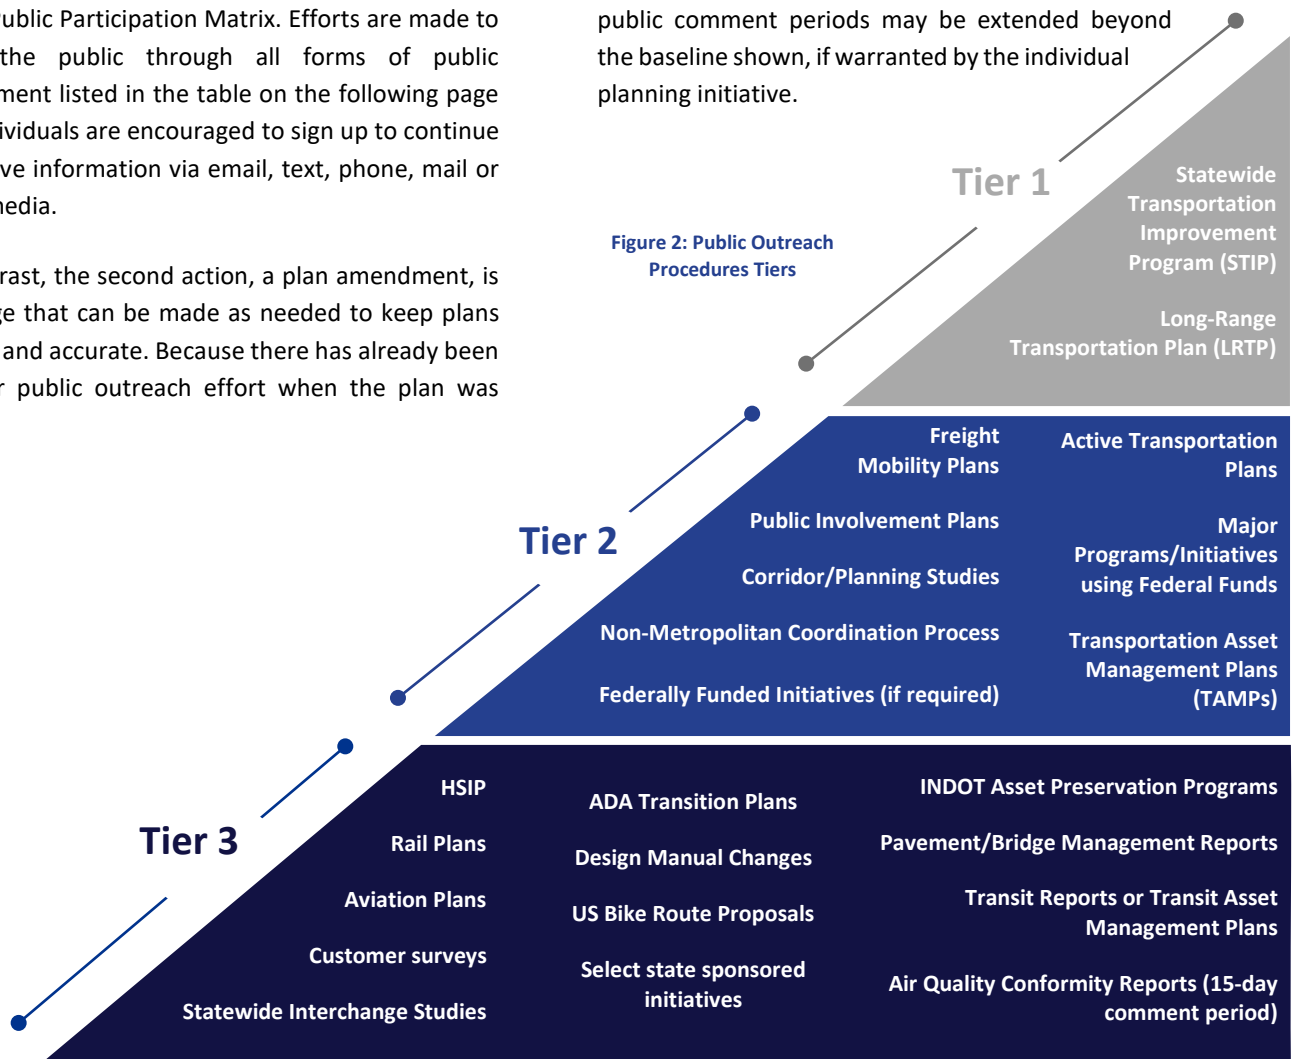 Public Participation Matrix. Efforts are made to
the public through all forms of public
ment listed in the table on the following page
ividuals are encouraged to sign up to continue
ve information via email, text, phone, mail or
media.
rast, the second action, a plan amendment, is
ge that can be made as needed to keep plans
and accurate. Because there has already been
r public outreach effort when the plan was
public comment periods may be extended beyond
the baseline shown, if warranted by the individual
planning initiative.
Figure 2: Public Outreach
Procedures Tiers
Tier 1
Statewide
Transportation
Improvement
Program (STIP)
Long-Range
Transportation Plan (LRTP)
Tier 2
Freight
Mobility Plans
Public Involvement Plans
Corridor/Planning Studies
Non-Metropolitan Coordination Process
Federally Funded Initiatives (if required)
Active Transportation
Plans
Major
Programs/Initiatives
using Federal Funds
Transportation Asset
Management Plans
(TAMPs)
Tier 3
HSIP
Rail Plans
Aviation Plans
Customer surveys
Statewide Interchange Studies
ADA Transition Plans
Design Manual Changes
US Bike Route Proposals
Select state sponsored
initiatives
INDOT Asset Preservation Programs
Pavement/Bridge Management Reports
Transit Reports or Transit Asset
Management Plans
Air Quality Conformity Reports (15-day
comment period)